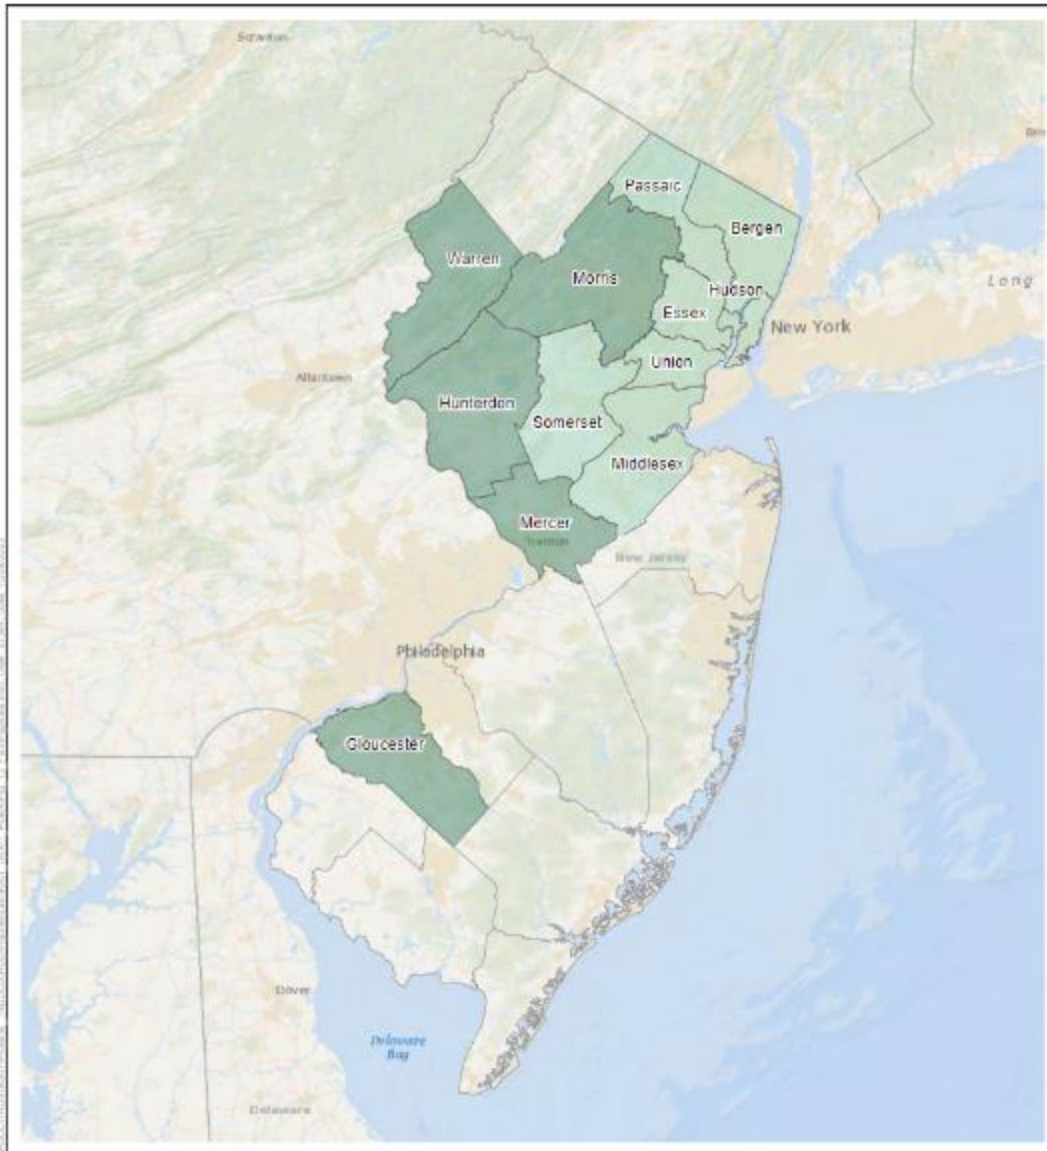 Scranton
Passaic
Bergen
Warren
Morris
Hudson
Long
Essex
New York
Union
Allentown
Hunterdon
Somerset
Middlesex
Mercer
Trenton
New Jersey
Philadelphia
Gloucester
Dover
Delaware
Bay
Delaware